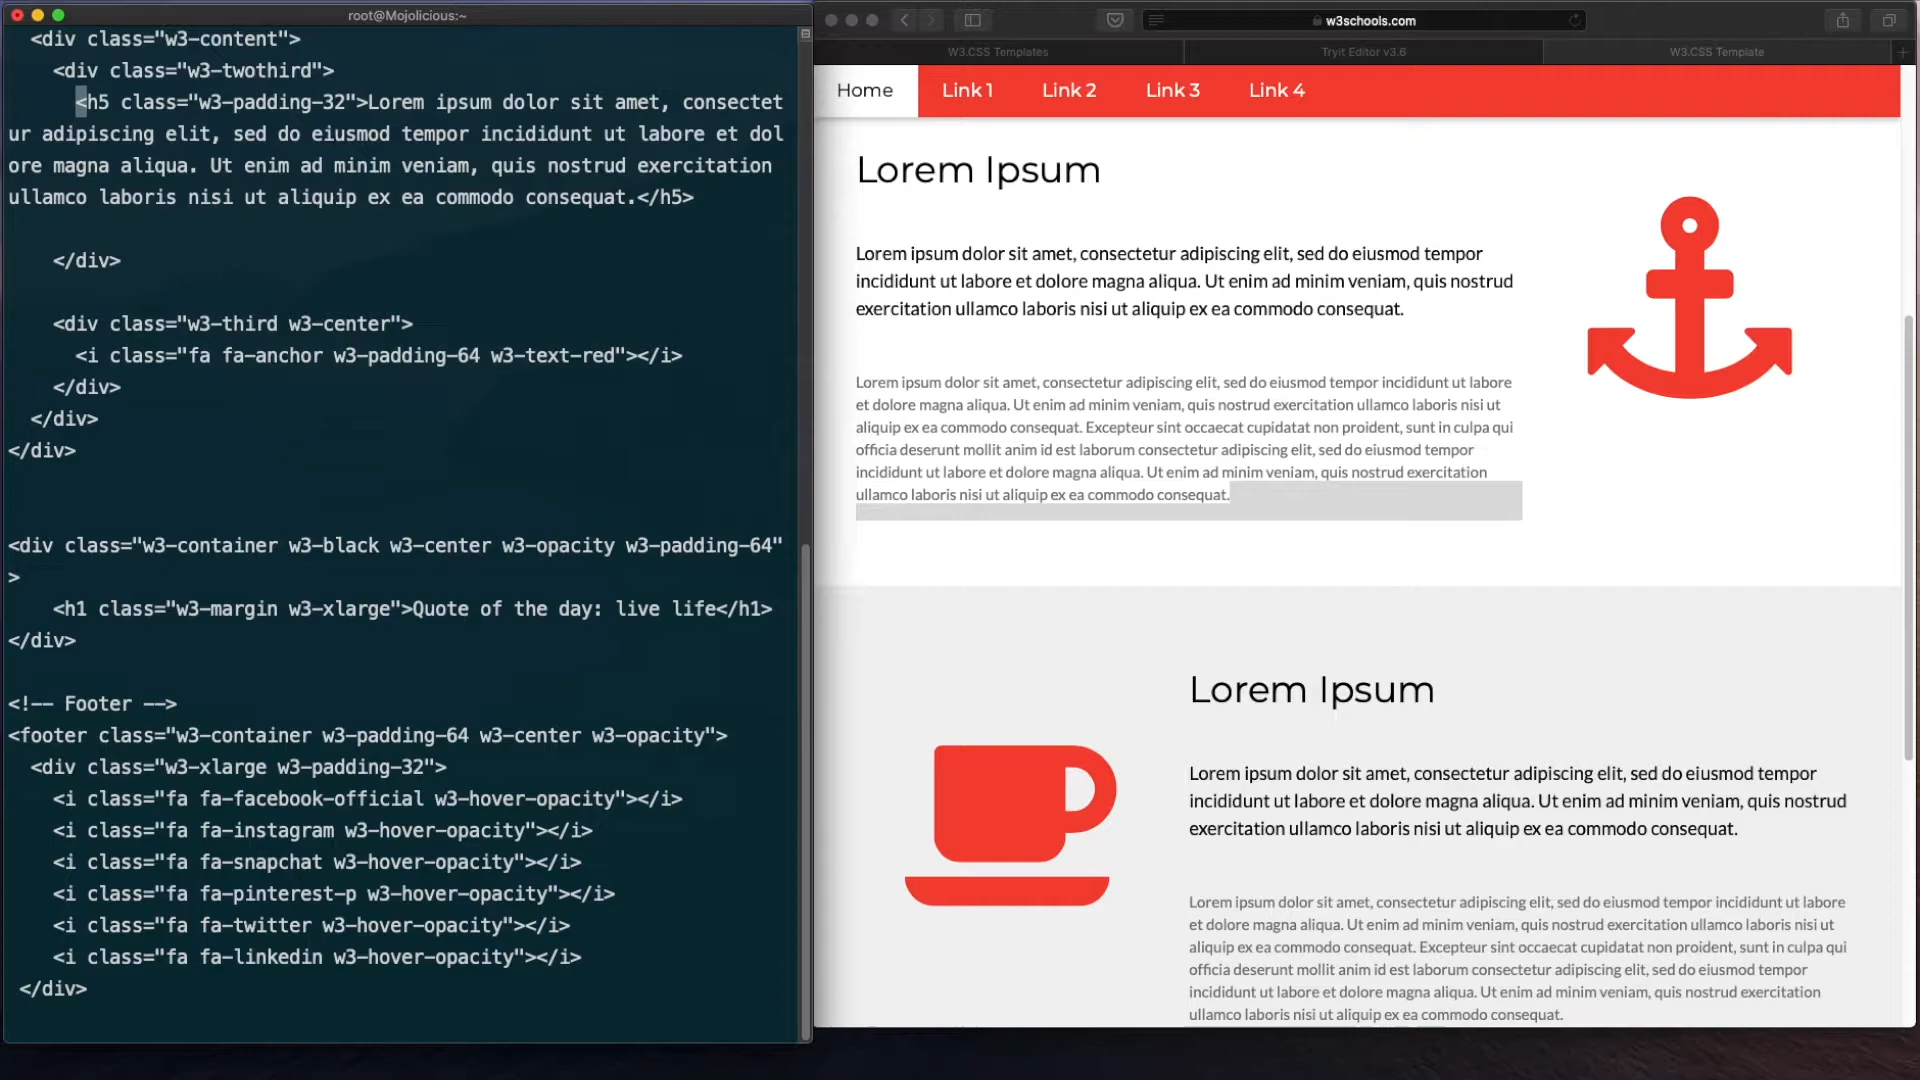 root@Mojolicious:~
<div class="w3-content">
<div class="w3-twothird">
<h5 class="w3-padding-32">Lorem ipsum dolor sit amet, consectet
ur adipiscing elit, sed do eiusmod tempor incididunt ut labore et dol
ore magna aliqua. Ut enim ad minim veniam, quis nostrud exercitation
ullamco laboris nisi ut aliquip ex ea commodo consequat.</h5>
</div>
<div class="w3-third w3-center">
<i class="fa fa-anchor w3-padding-64 w3-text-red"></i>
</div>
</div>
</div>
<div class="w3-container w3-black w3-center w3-opacity w3-padding-64"
>
<h1 class="w3-margin w3-xlarge">Quote of the day: live life</h1>
</div>
<!-- Footer -->
<footer class="w3-container w3-padding-64 w3-center w3-opacity">
<div class="w3-xlarge w3-padding-32">
<i class="fa fa-facebook-official w3-hover-opacity"></i>
<i class="fa fa-instagram w3-hover-opacity"></i>
<i class="fa fa-snapchat w3-hover-opacity"></i>
<i class="fa fa-pinterest-p w3-hover-opacity"></i>
<i class="fa fa-twitter w3-hover-opacity"></i>
<i class="fa fa-linkedin w3-hover-opacity"></i>
</div>
w3schools.com
W3.CSS Templates
Tryit Editor v3.6
W3.CSS Template
Home Link 1 Link 2 Link 3 Link 4
Lorem Ipsum
Lorem ipsum dolor sit amet, consectetur adipiscing elit, sed do eiusmod tempor
incididunt ut labore et dolore magna aliqua. Ut enim ad minim veniam, quis nostrud
exercitation ullamco laboris nisi ut aliquip ex ea commodo consequat.
Lorem ipsum dolor sit amet, consectetur adipiscing elit, sed do eiusmod tempor incididunt ut labore
et dolore magna aliqua. Ut enim ad minim veniam, quis nostrud exercitation ullamco laboris nisi ut
aliquip ex ea commodo consequat. Excepteur sint occaecat cupidatat non proident, sunt in culpa qui
officia deserunt mollit anim id est laborum consectetur adipiscing elit, sed do eiusmod tempor
incididunt ut labore et dolore magna aliqua. Ut enim ad minim veniam, quis nostrud exercitation
ullamco laboris nisi ut aliquip ex ea commodo consequat.
Lorem Ipsum
Lorem ipsum dolor sit amet, consectetur adipiscing elit, sed do eiusmod tempor
incididunt ut labore et dolore magna aliqua. Ut enim ad minim veniam, quis nostrud
exercitation ullamco laboris nisi ut aliquip ex ea commodo consequat.
Lorem ipsum dolor sit amet, consectetur adipiscing elit, sed do eiusmod tempor incididunt ut labore
et dolore magna aliqua. Ut enim ad minim veniam, quis nostrud exercitation ullamco laboris nisi ut
aliquip ex ea commodo consequat. Excepteur sint occaecat cupidatat non proident, sunt in culpa qui
officia deserunt mollit anim id est laborum consectetur adipiscing elit, sed do eiusmod tempor
incididunt ut labore et dolore magna aliqua. Ut enim ad minim veniam, quis nostrud exercitation
ullamco laboris nisi ut aliquip ex ea commodo consequat.